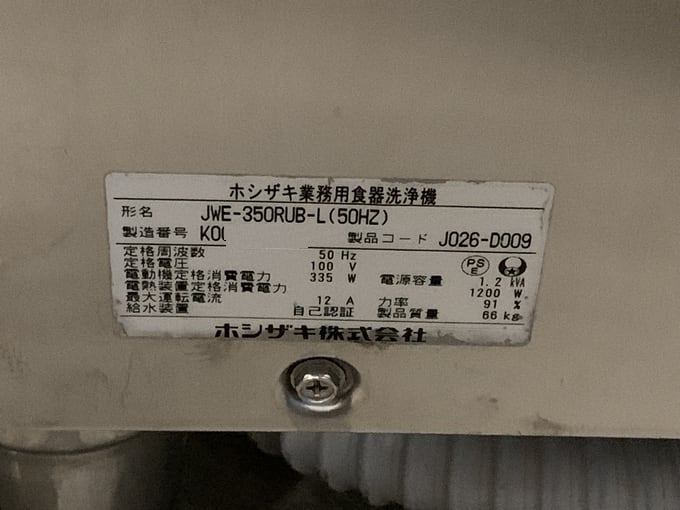 ホシザキ業務用食器洗浄機
形名 JWE-350RUB-L(50HZ)
製造番号 K00 製品コード J026-D009
定格周波数 50 Hz
定格電圧 100 V PSE
電動機定格消費電力 335 W 電源容量 1.2 kVA
電熱装置定格消費電力 1200 W
最大運転電流 12 A 力率 91 %
給水装置 自己認証 製品質量 66 kg
ホシザキ株式会社